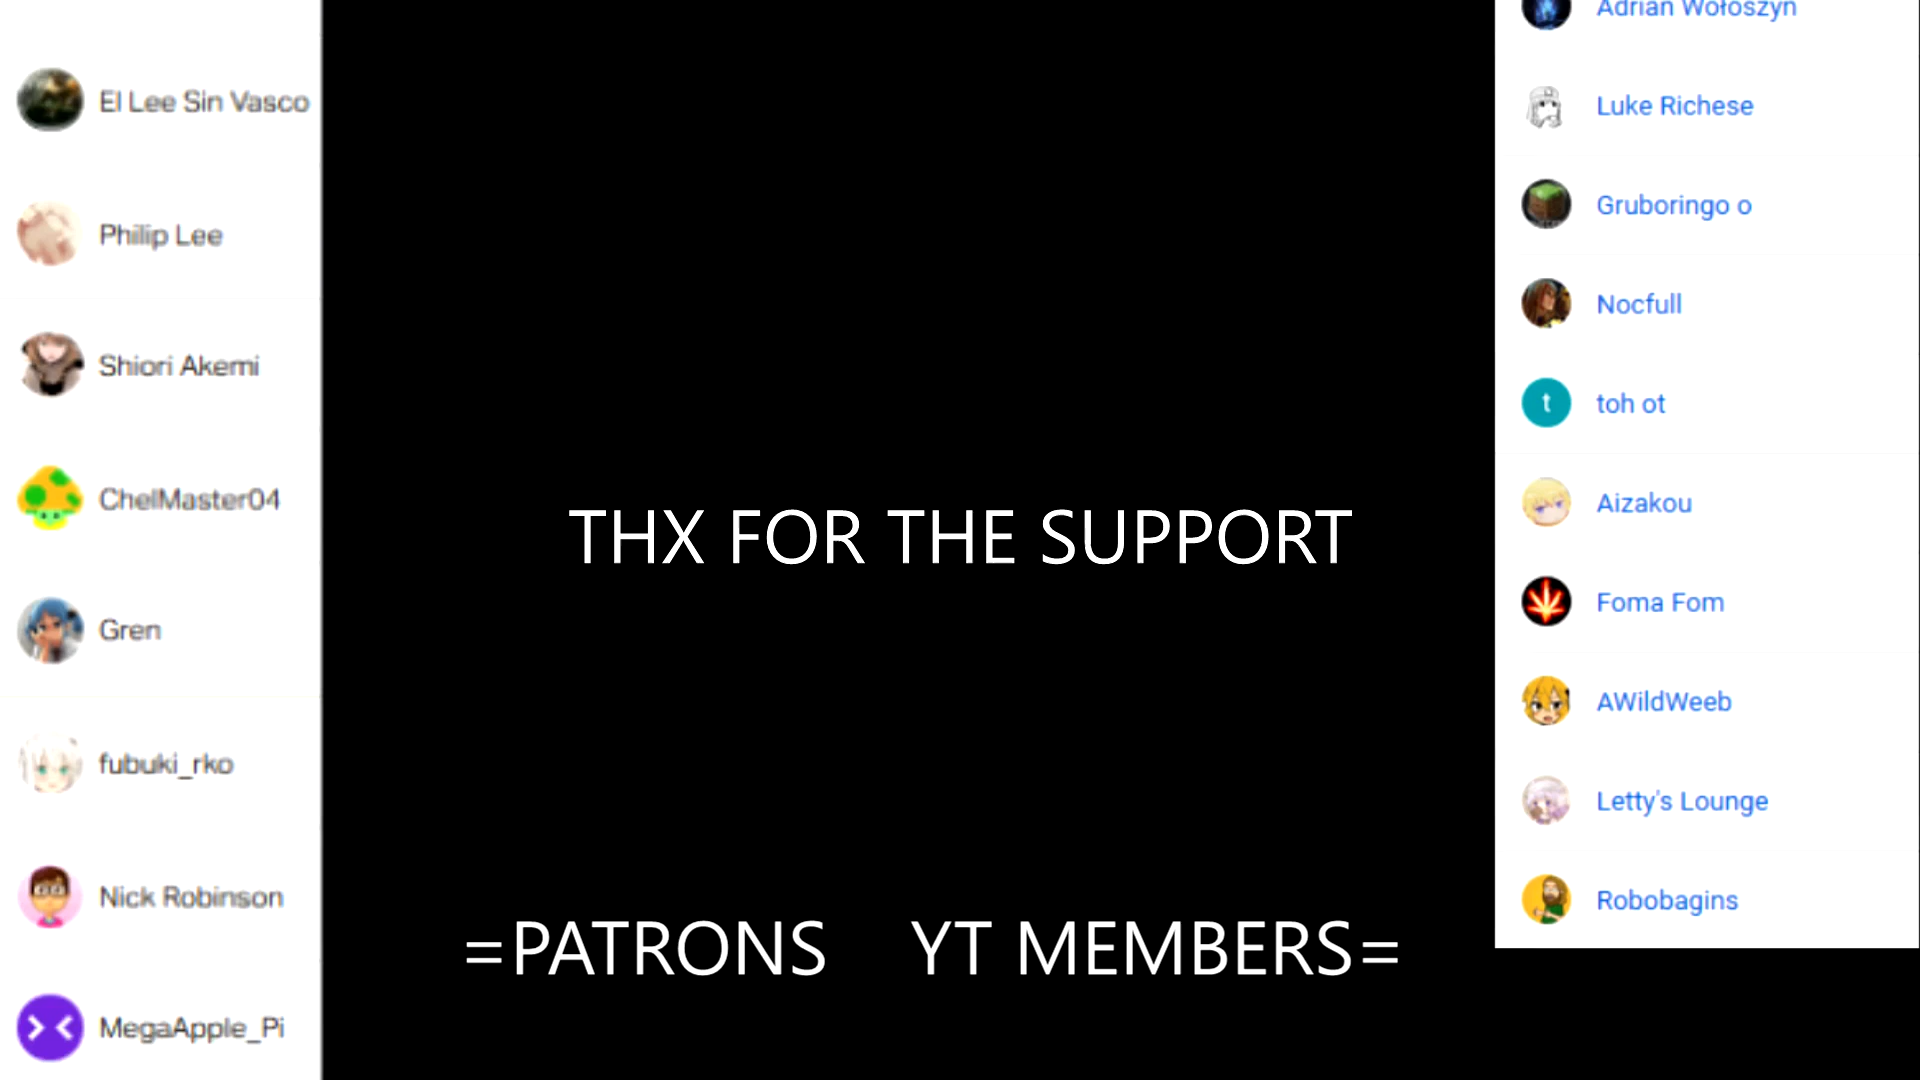 El Lee Sin Vasco
Philip Lee
Shiori Akemi
ChelMaster04
Gren
fubuki_rko
Nick Robinson
MegaApple_Pi
THX FOR THE SUPPORT
=PATRONS YT MEMBERS=
Adrian Wołoszyn
Luke Richese
Gruboringo o
Nocfull
t
toh ot
Aizakou
Foma Fom
AWildWeeb
Letty's Lounge
Robobagins